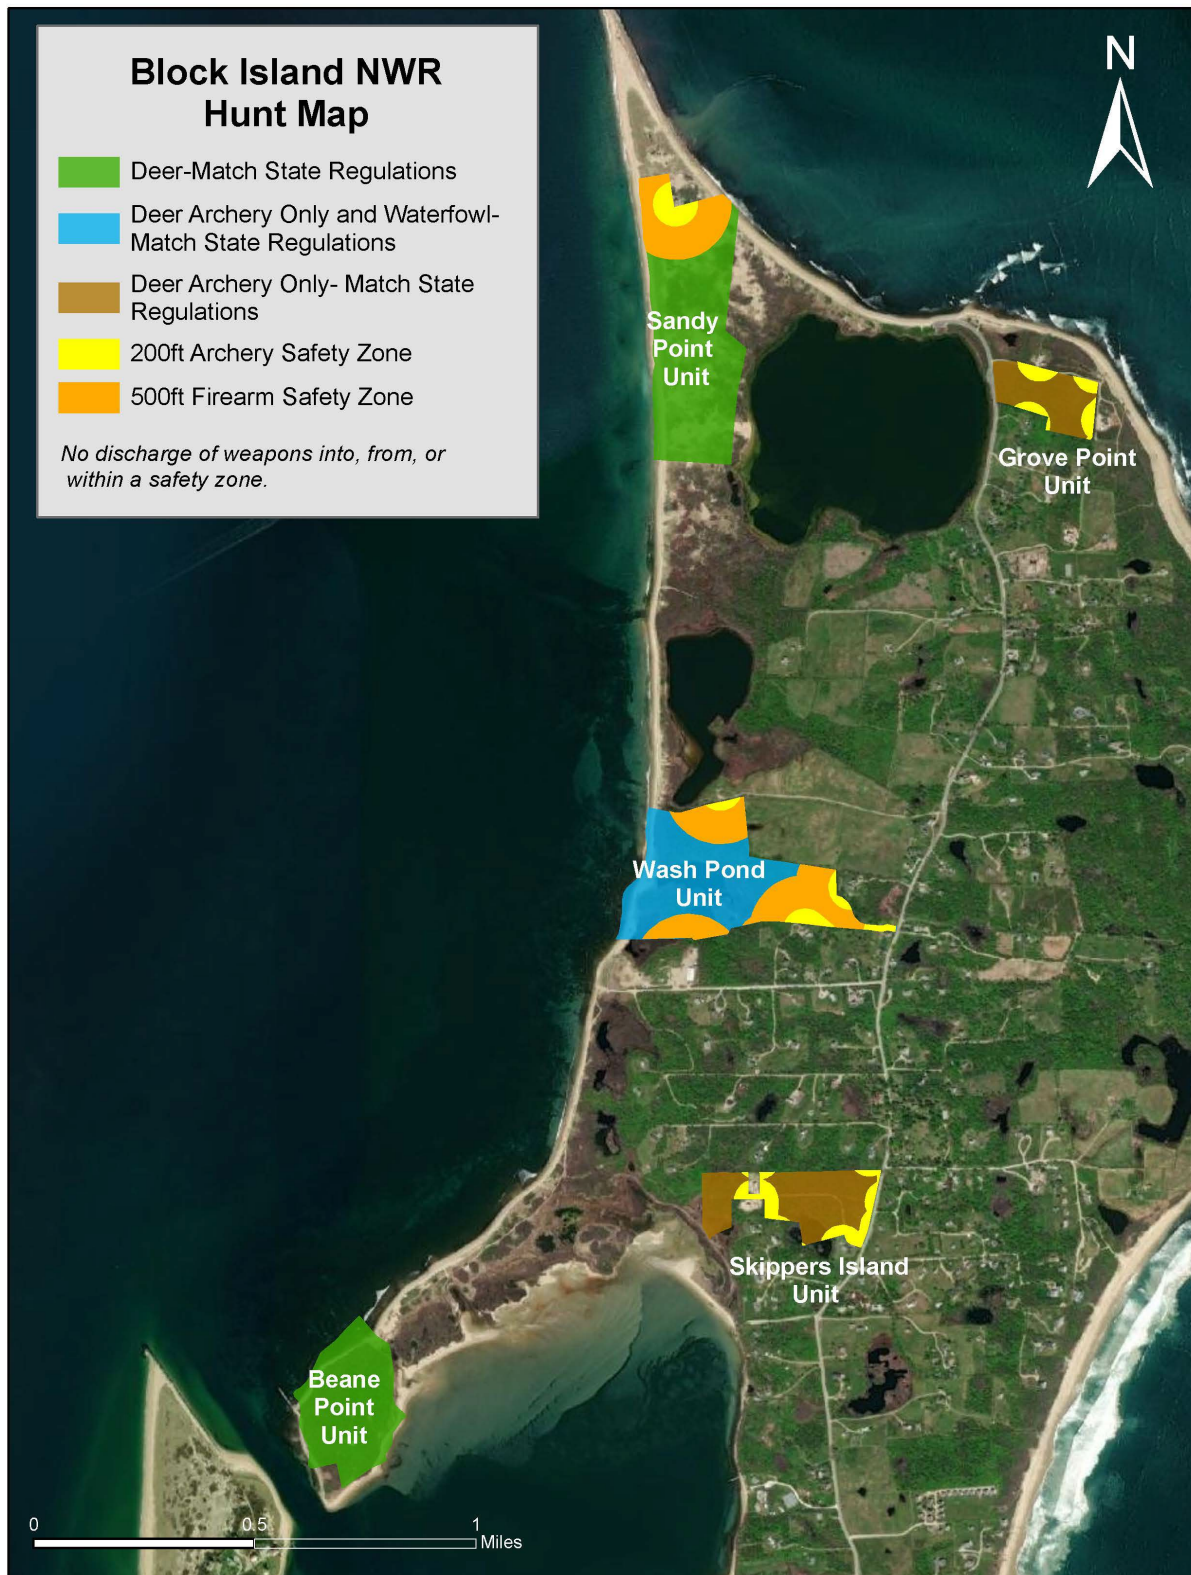 Block Island NWR
Hunt Map
Deer-Match State Regulations
Deer Archery Only and Waterfowl-
Match State Regulations
Deer Archery Only- Match State
Regulations
200ft Archery Safety Zone
500ft Firearm Safety Zone
No discharge of weapons into, from, or
within a safety zone.
N
Sandy
Point
Unit
Grove Point
Unit
Wash Pond
Unit
Skippers Island
Unit
Beane
Point
Unit
0 0.5 1
Miles